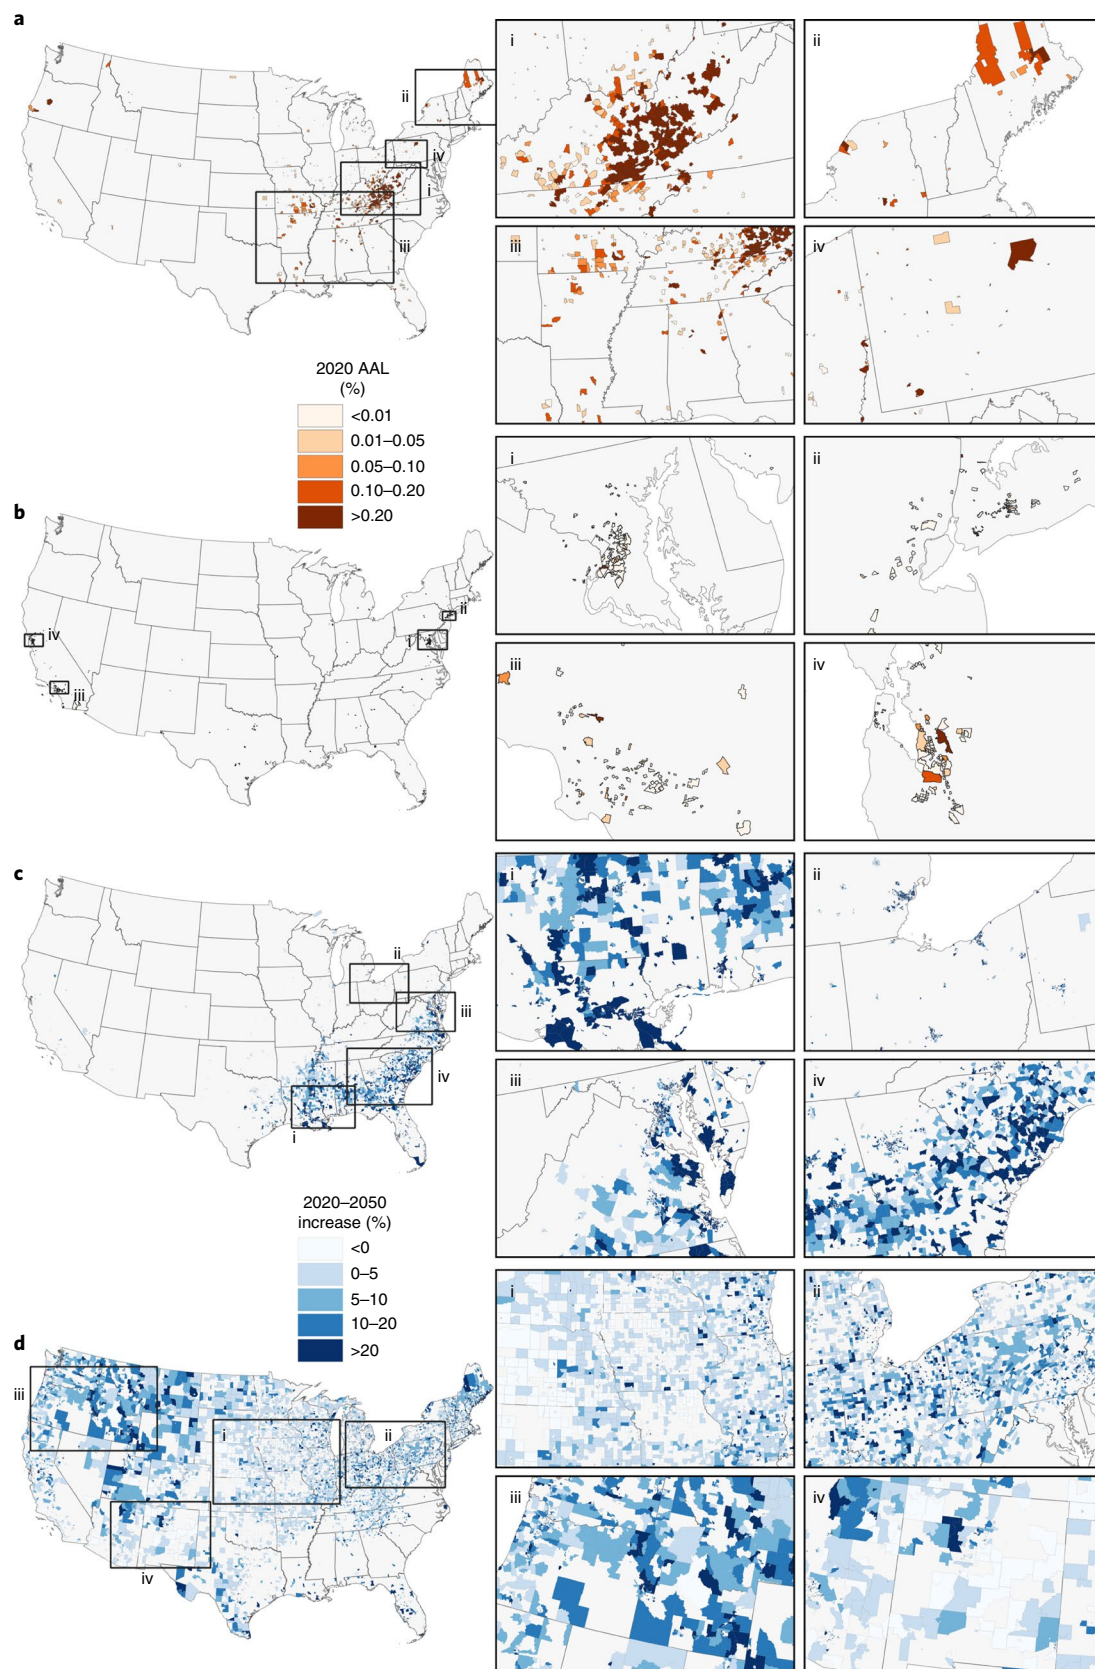 a
ii
iv
i
iii
i
ii
iii
iv
2020 AAL
(%)
<0.01
0.01–0.05
0.05–0.10
0.10–0.20
>0.20
b
iv
iii
i
ii
i
ii
iii
iv
c
ii
iii
iv
i
i
ii
iii
iv
2020–2050
increase (%)
<0
0–5
5–10
10–20
>20
d
iii
i
ii
iv
i
ii
iii
iv